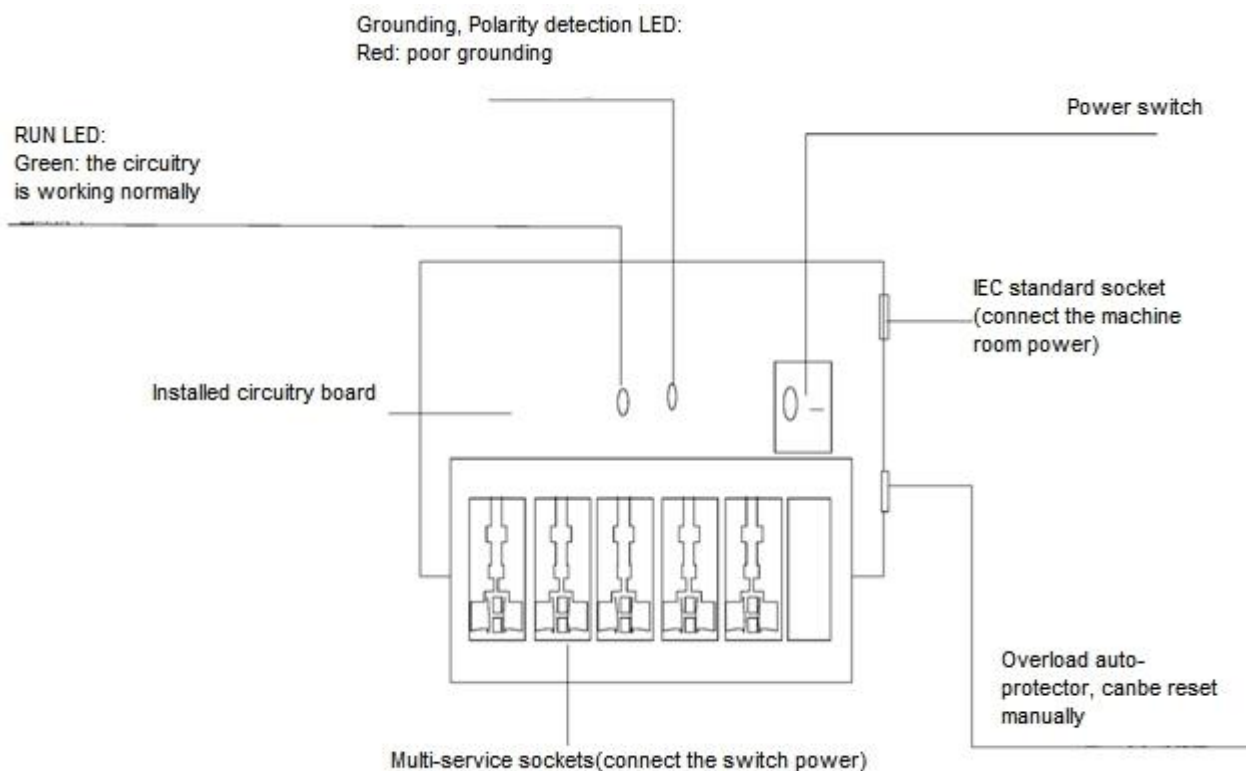 Grounding, Polarity detection LED:
Red: poor grounding
Power switch
RUN LED:
Green: the circuitry
is working normally
IEC standard socket
(connect the machine
room power)
Installed circuitry board
Overload auto-
protector, canbe reset
manually
Multi-service sockets(connect the switch power)